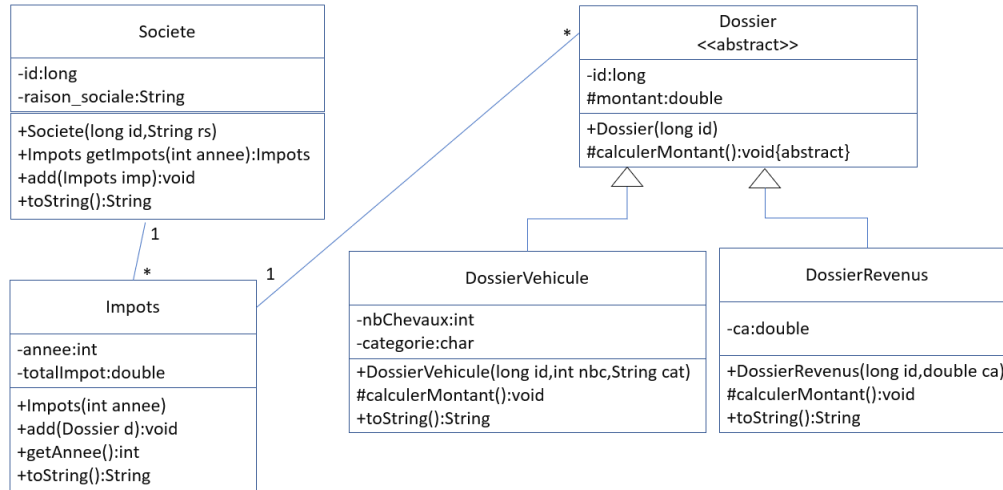 Societe
-id:long
-raison_sociale:String
+Societe(long id,String rs)
+Impots getImpots(int annee):Impots
+add(Impots imp):void
+toString():String
1
*
Impots
-annee:int
-totalImpot:double
+Impots(int annee)
+add(Dossier d):void
+getAnnee():int
+toString():String
1
*
Dossier
<<abstract>>
-id:long
#montant:double
+Dossier(long id)
#calculerMontant():void{abstract}
DossierVehicule
-nbChevaux:int
-categorie:char
+DossierVehicule(long id,int nbc,String cat)
#calculerMontant():void
+toString():String
DossierRevenus
-ca:double
+DossierRevenus(long id,double ca)
#calculerMontant():void
+toString():String